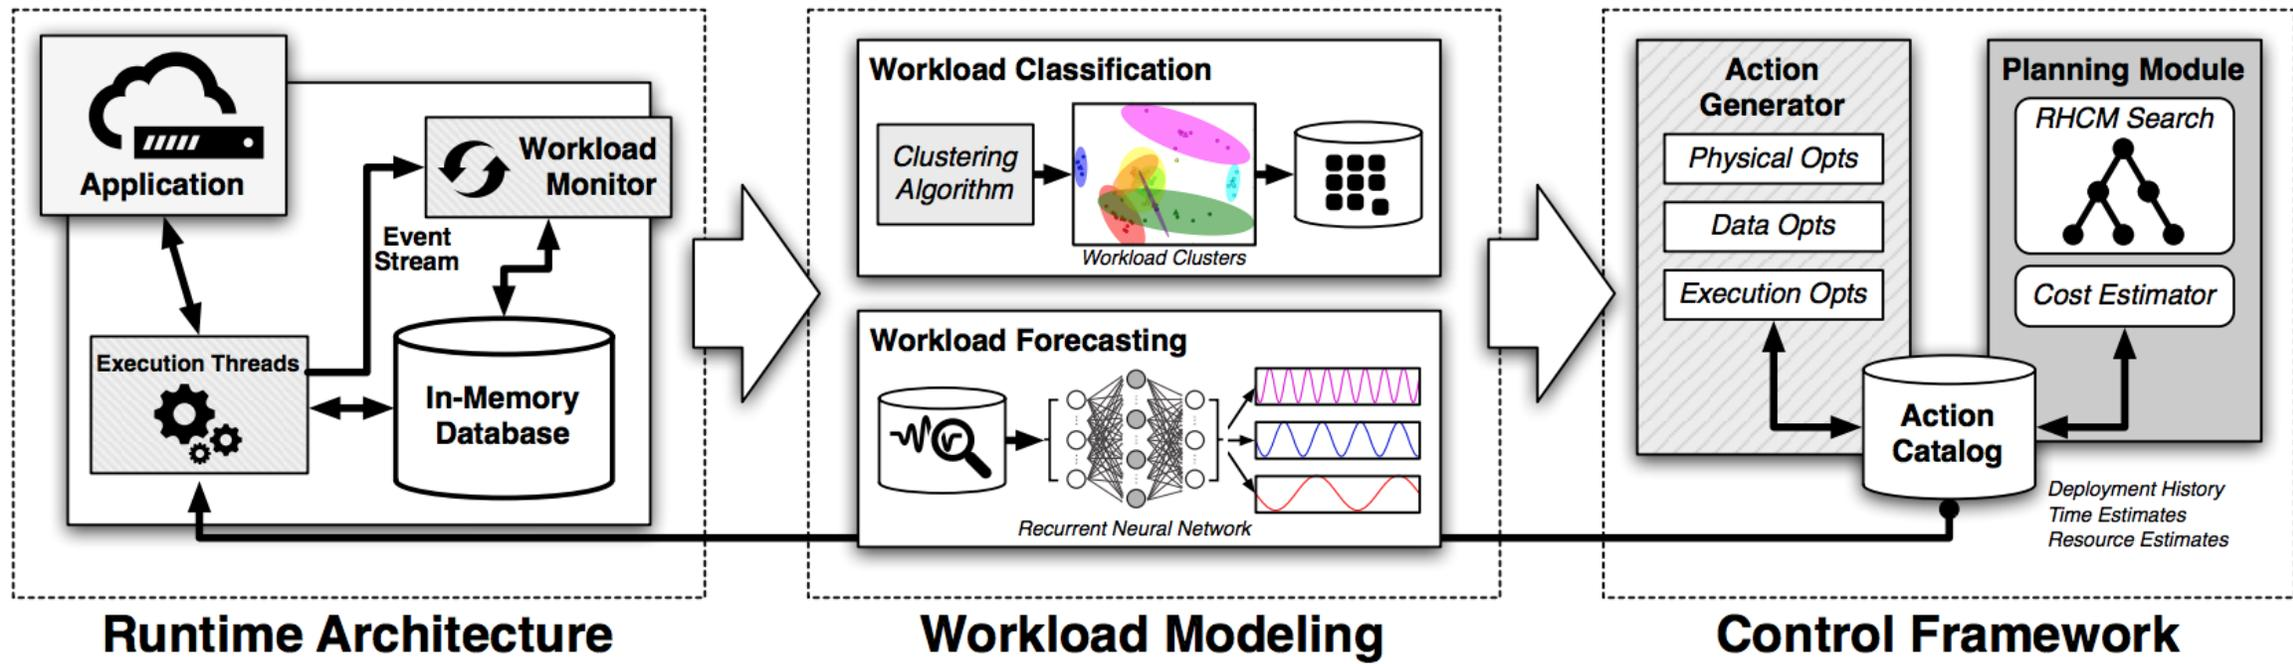 Application
Workload
Monitor
Event
Stream
Execution Threads
In-Memory
Database
Runtime Architecture
Workload Classification
Clustering
Algorithm
Workload Clusters
Workload Forecasting
Recurrent Neural Network
Workload Modeling
Action
Generator
Physical Opts
Data Opts
Execution Opts
Planning Module
RHCM Search
Cost Estimator
Action
Catalog
Deployment History
Time Estimates
Resource Estimates
Control Framework